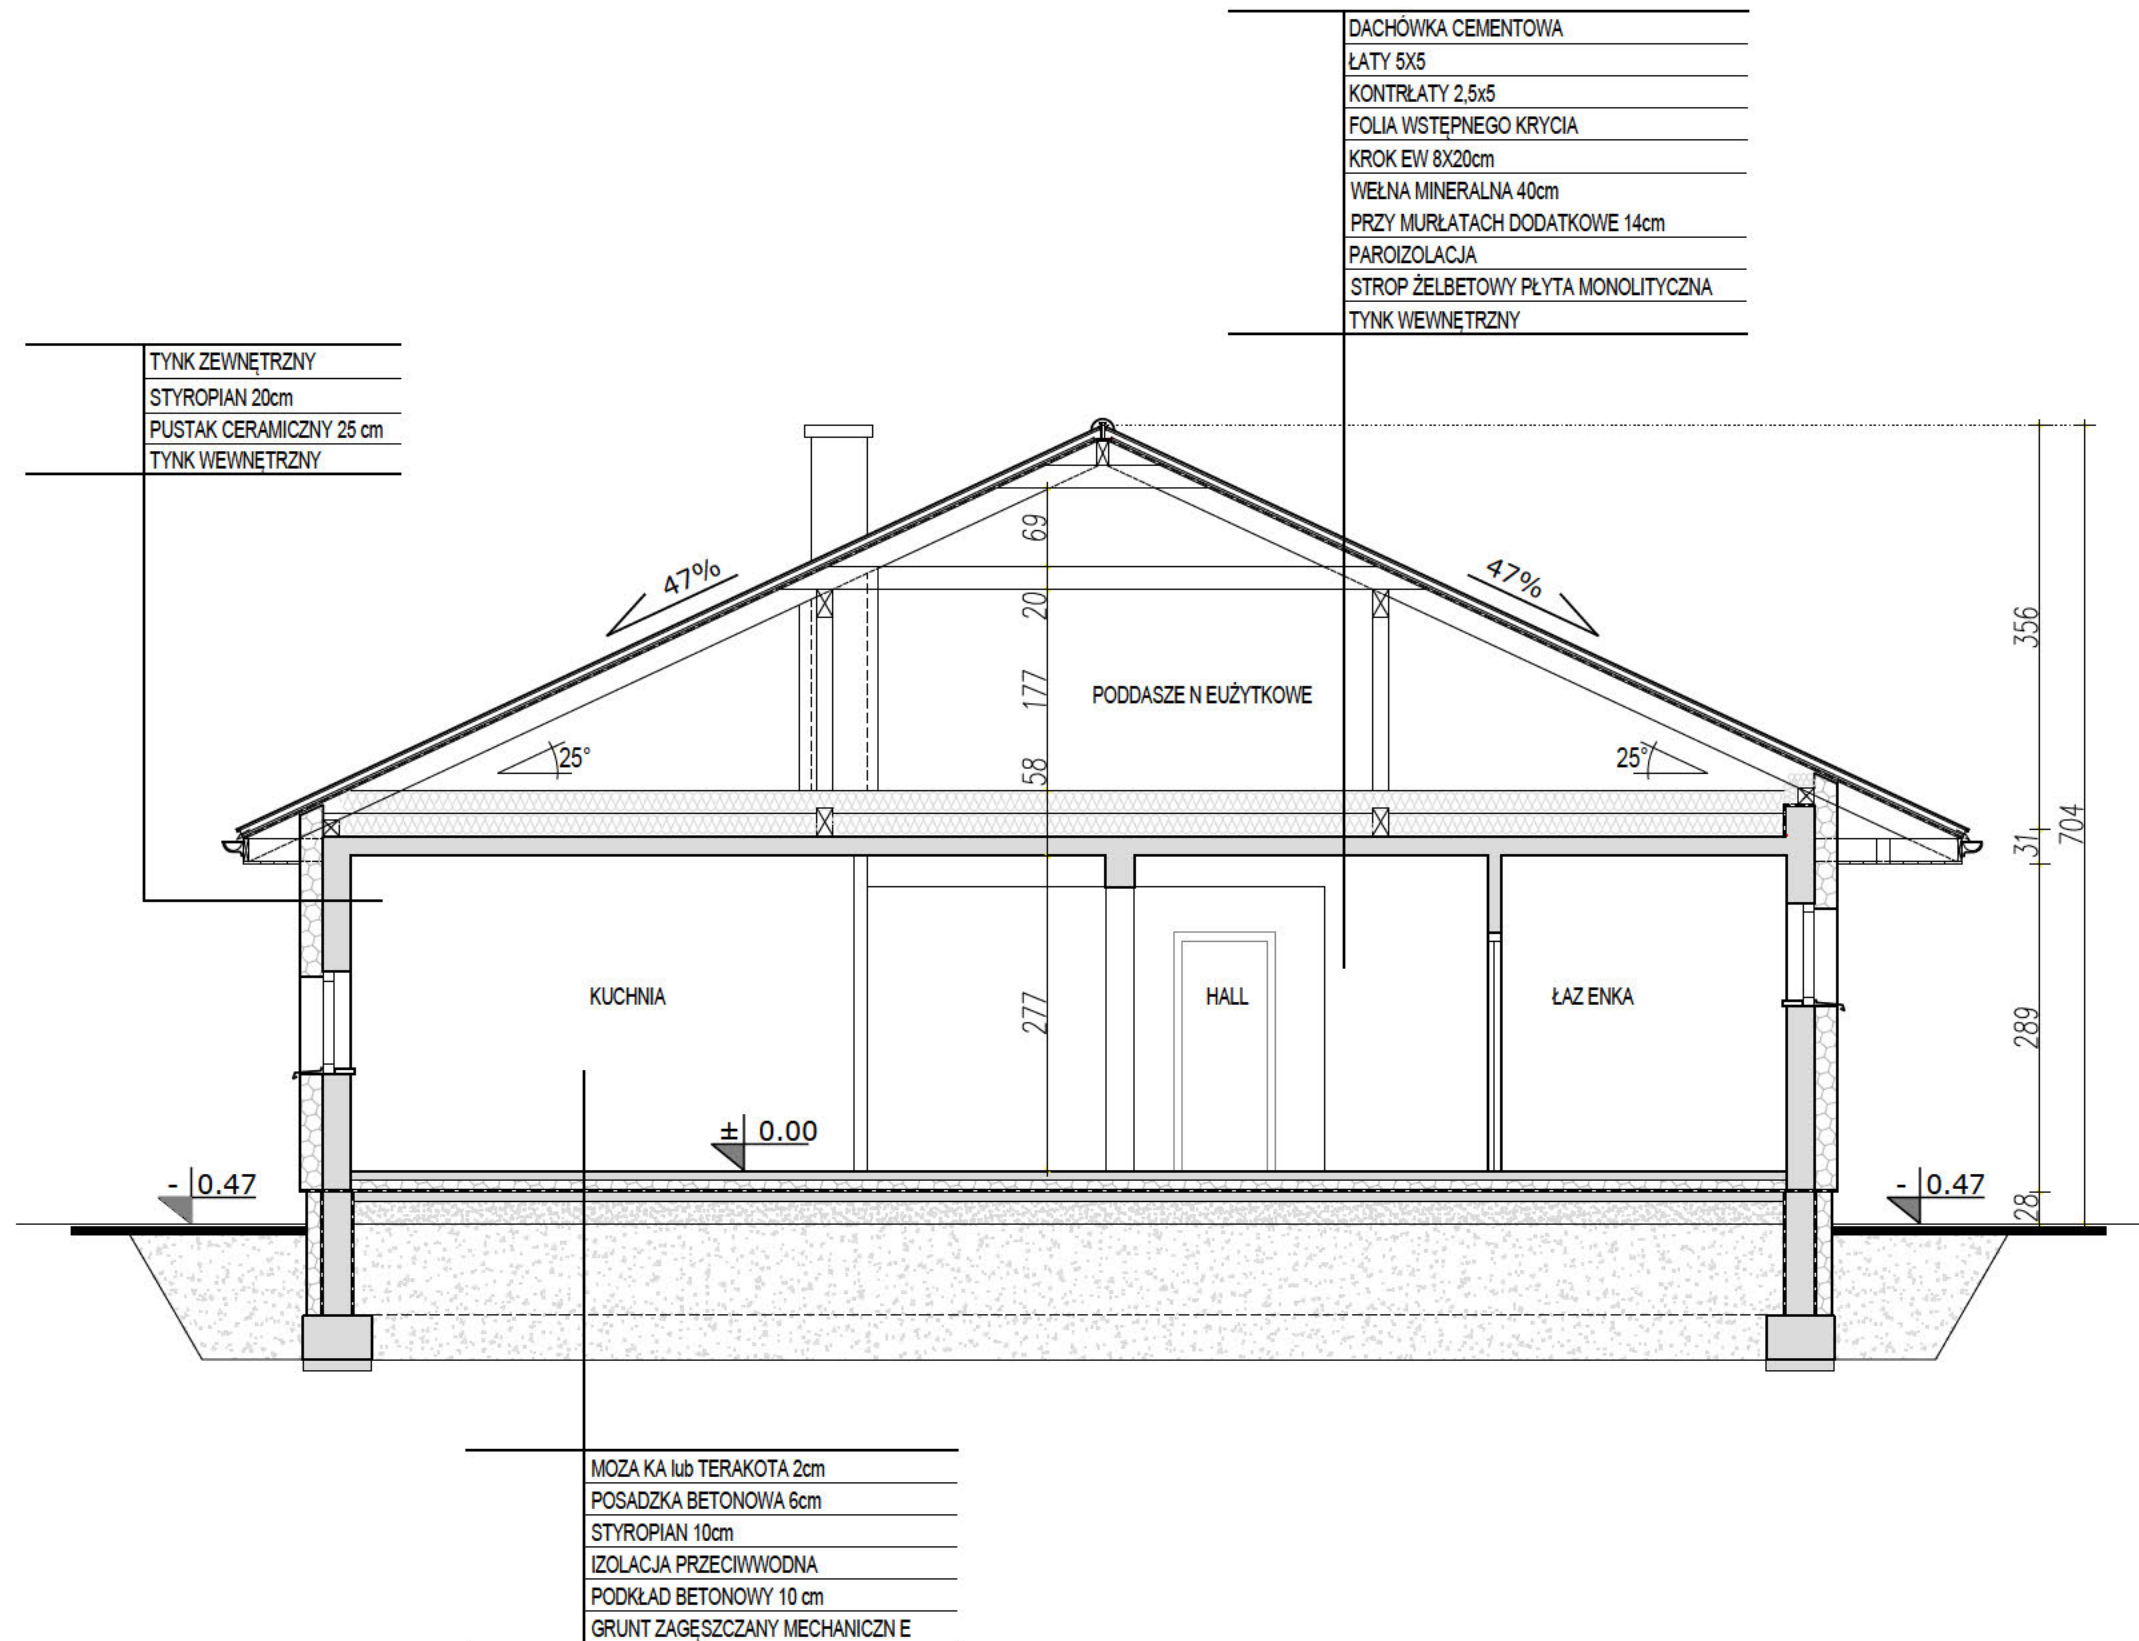 DACHÓWKA CEMENTOWA
ŁATY 5X5
KONTRŁATY 2,5x5
FOLIA WSTĘPNEGO KRYCIA
KROK EW 8X20cm
WEŁNA MINERALNA 40cm
PRZY MURŁATACH DODATKOWE 14cm
PAROIZOLACJA
STROP ŻELBETOWY PŁYTA MONOLITYCZNA
TYNK WEWNĘTRZNY
TYNK ZEWNĘTRZNY
STYROPIAN 20cm
PUSTAK CERAMICZNY 25 cm
TYNK WEWNĘTRZNY
69
47%
47%
20
356
177
PODDASZE N EUŻYTKOWE
25°
58
25°
704
31
KUCHNIA
HALL
ŁAZ ENKA
277
289
± 0.00
- 0.47
- 0.47
28
MOZA KA lub TERAKOTA 2cm
POSADZKA BETONOWA 6cm
STYROPIAN 10cm
IZOLACJA PRZECIWWODNA
PODKŁAD BETONOWY 10 cm
GRUNT ZAGĘSZCZANY MECHANICZN E